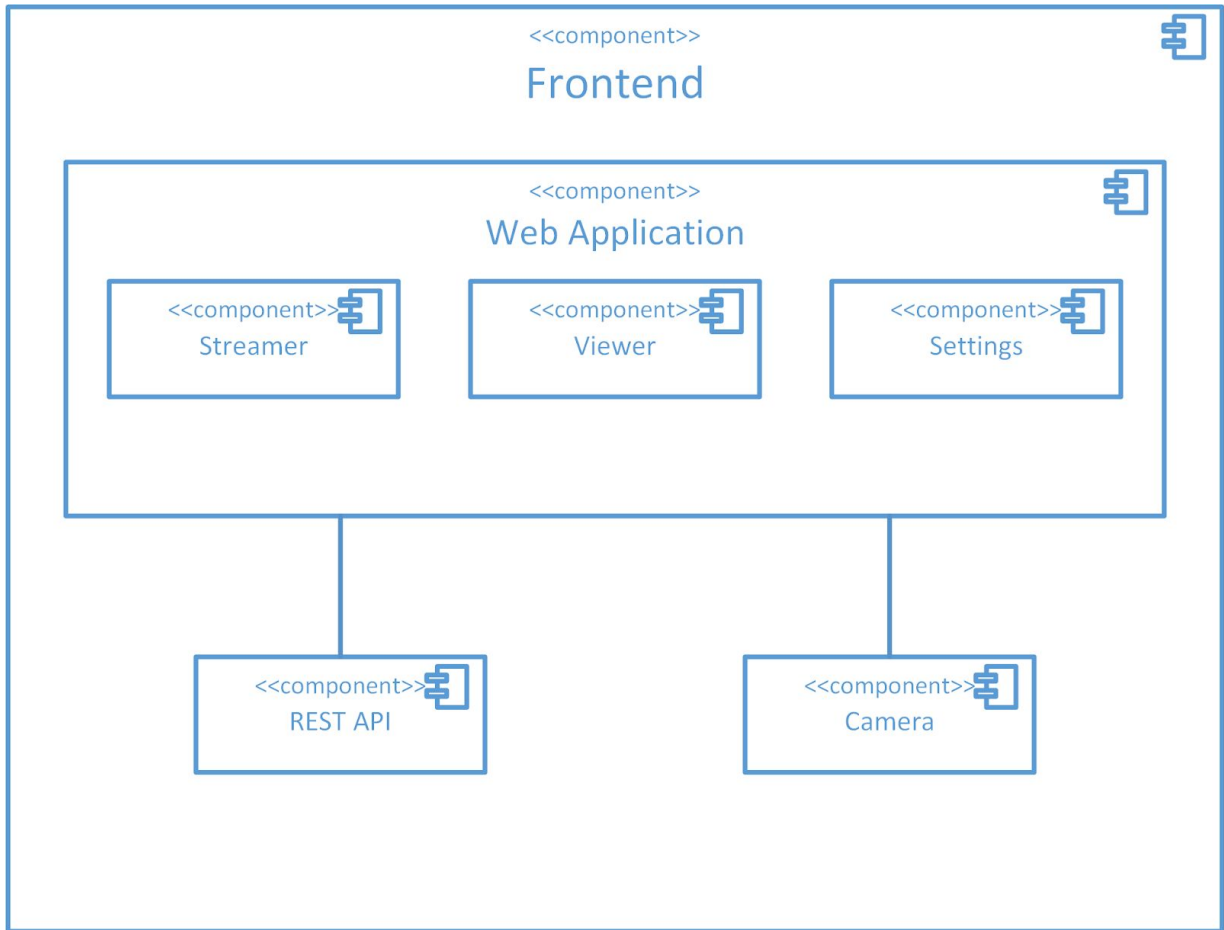 <<component>>
Frontend
<<component>>
Web Application
<<component>>
Streamer
<<component>>
Viewer
<<component>>
Settings
<<component>>
REST API
<<component>>
Camera